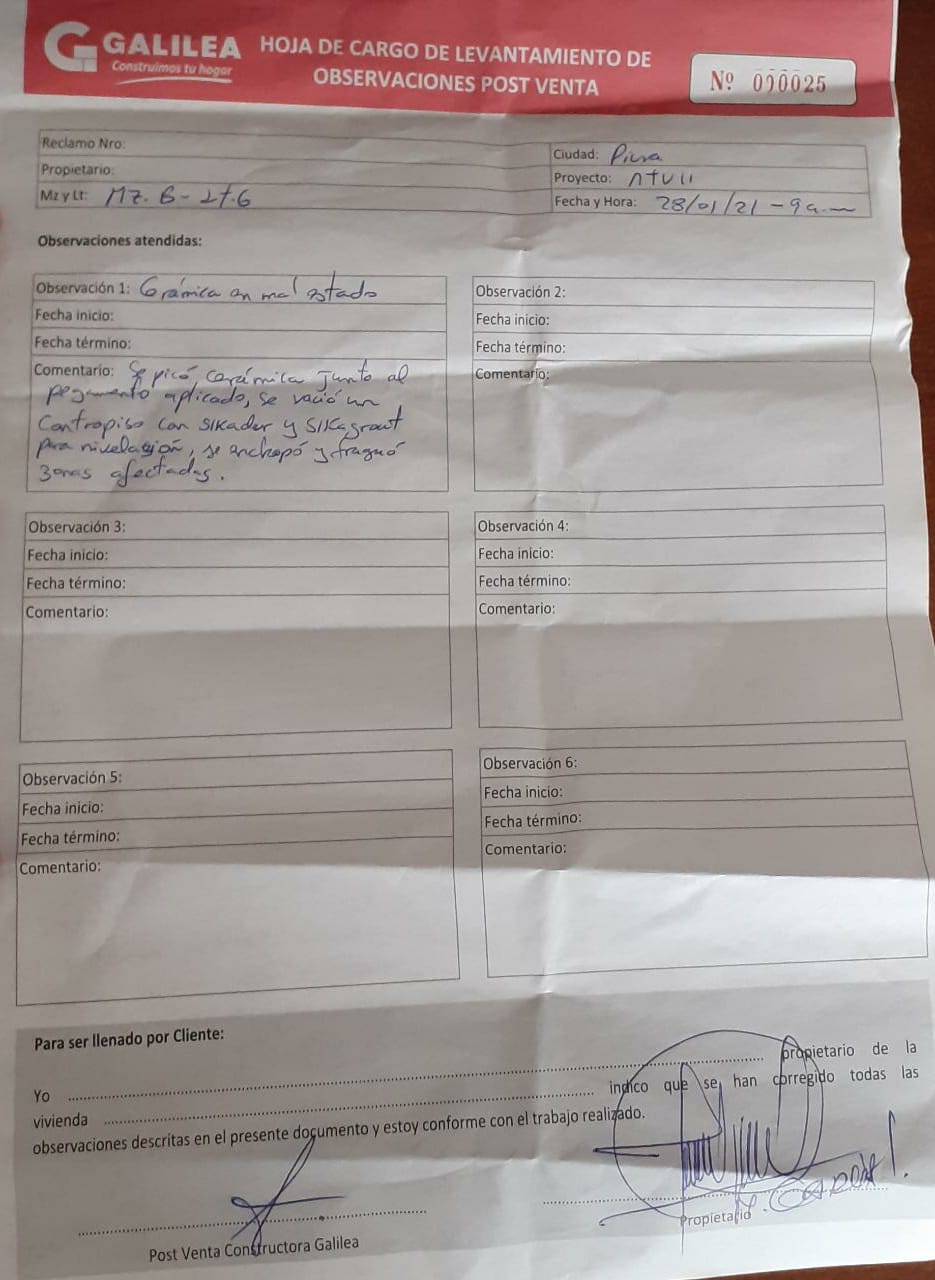 GALILEA
Construimos tu hogar
HOJA DE CARGO DE LEVANTAMIENTO DE
OBSERVACIONES POST VENTA
Nº 000025
Reclamo Nro:
Propietario:
Mz y Lt: Mz. B - Lt.6
Ciudad: Piura
Proyecto: NTVII
Fecha y Hora: 28/01/21 - 9a.m
Observaciones atendidas:
Observación 1: Cerámica en mal estado
Fecha inicio:
Fecha término:
Comentario: Se picó, cerámica junto al
pegamento aplicado, se vació un
Contrapiso con sikadur y sikagrout
para nivelación, se enchapó y fraguó
zonas afectadas.
Observación 2:
Fecha inicio:
Fecha término:
Comentario:
Observación 3:
Fecha inicio:
Fecha término:
Comentario:
Observación 4:
Fecha inicio:
Fecha término:
Comentario:
Observación 5:
Fecha inicio:
Fecha término:
Comentario:
Observación 6:
Fecha inicio:
Fecha término:
Comentario:
Para ser llenado por Cliente:
Yo propietario de la
vivienda indico que se han corregido todas las
observaciones descritas en el presente documento y estoy conforme con el trabajo realizado.
Post Venta Constructora Galilea
Propietario